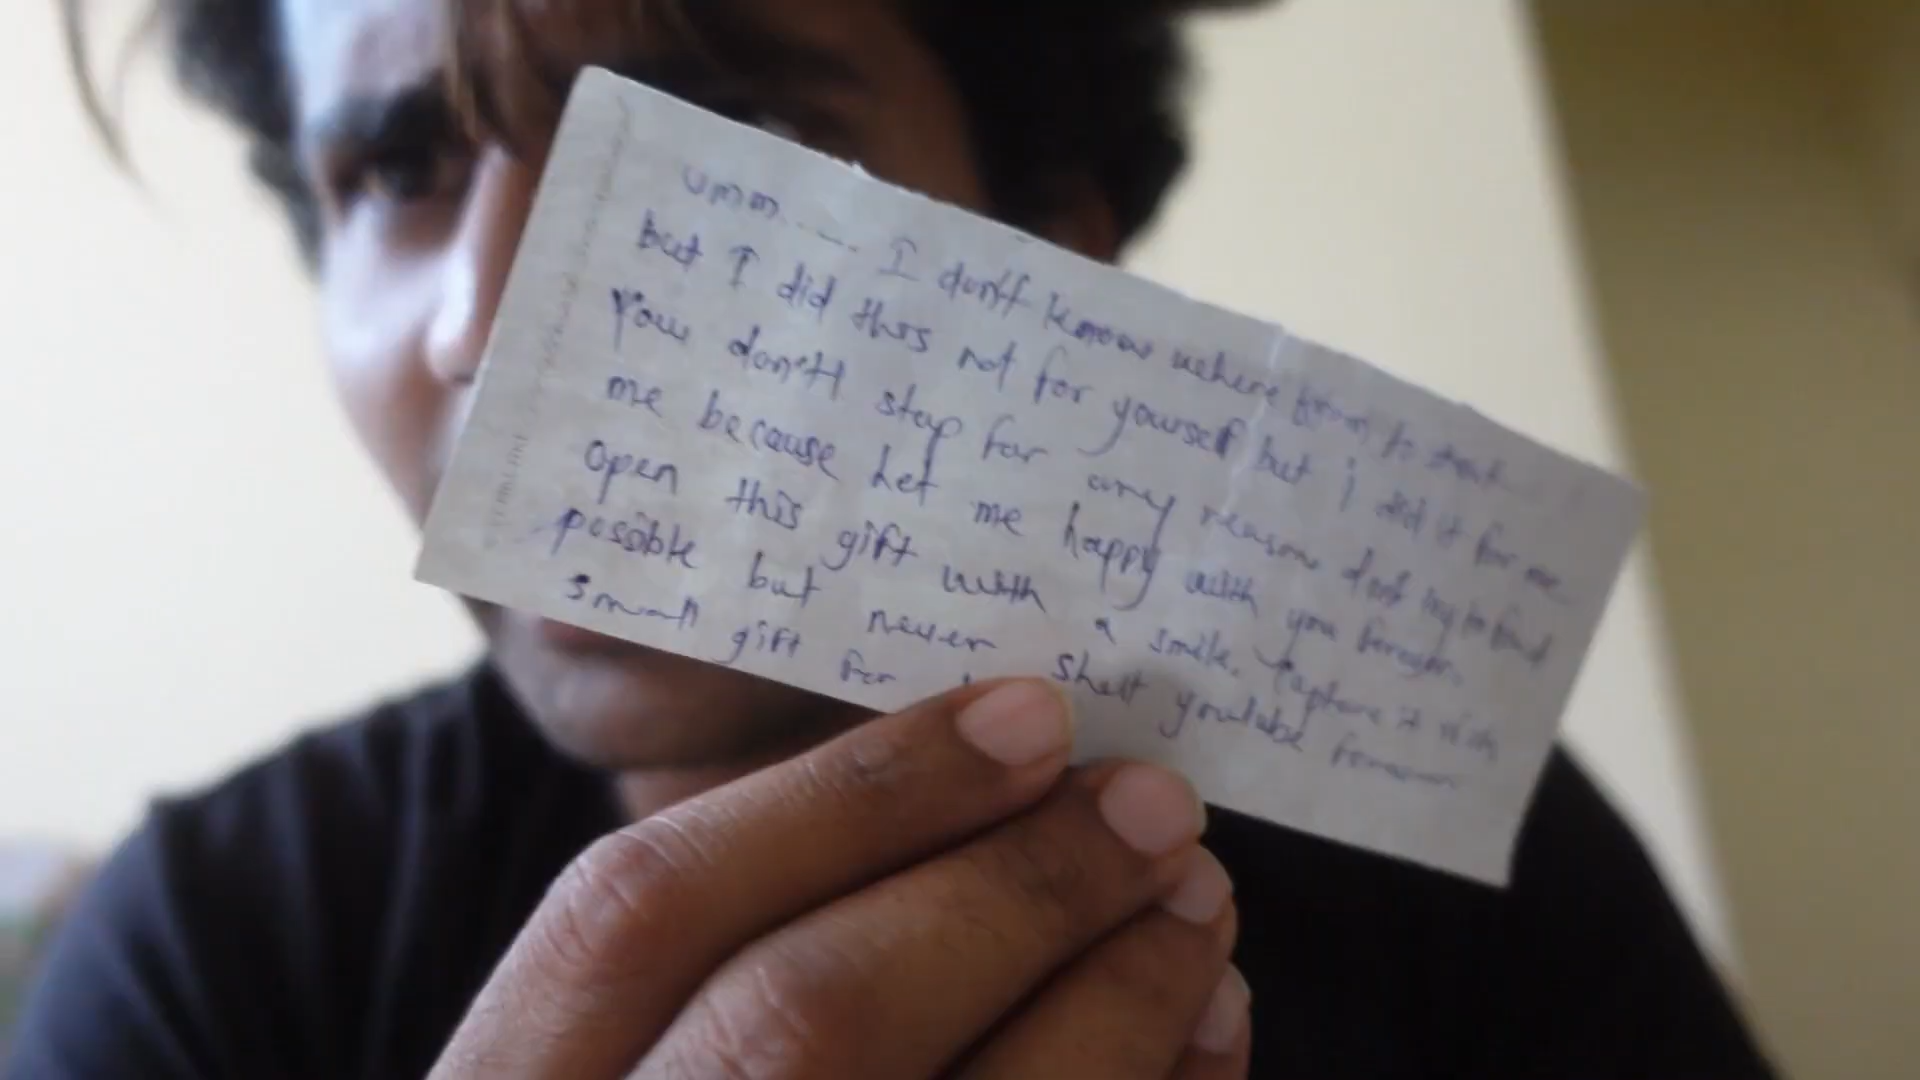 umm....... I don't know where from to start
but I did this not for yourself but i did it for me
You don't stop for any reason don't try to find
me because let me happy with you forever.
Open this gift with a smile. Capture it with
possible but never shelt youtube
small gift for